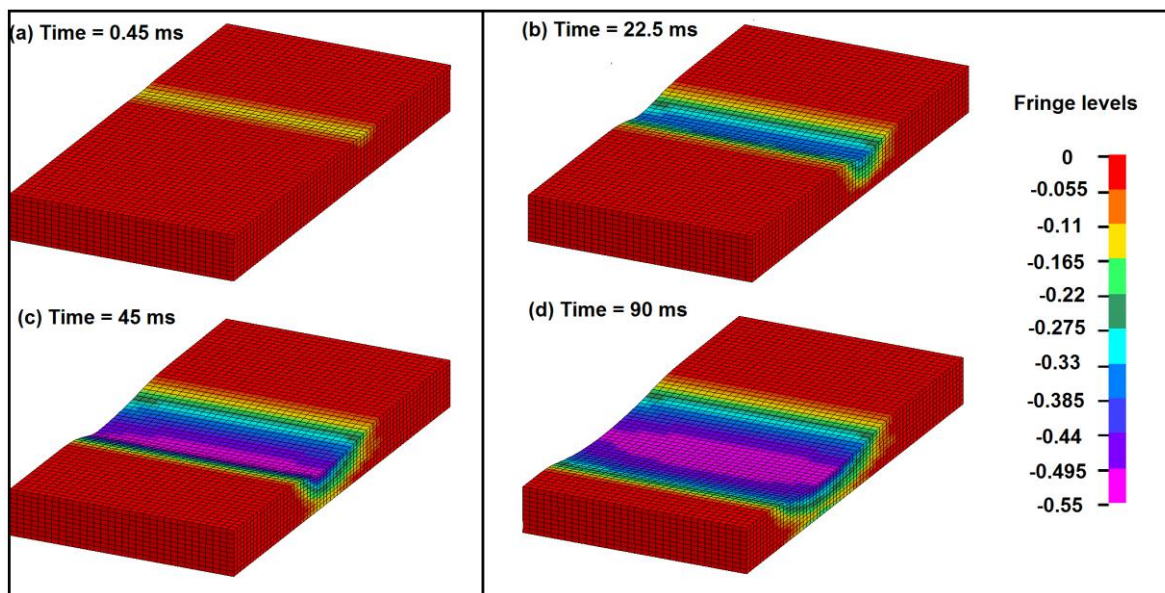 (a) Time = 0.45 ms
(b) Time = 22.5 ms
Fringe levels
0
-0.055
-0.11
-0.165
-0.22
-0.275
-0.33
-0.385
-0.44
-0.495
-0.55
(c) Time = 45 ms
(d) Time = 90 ms